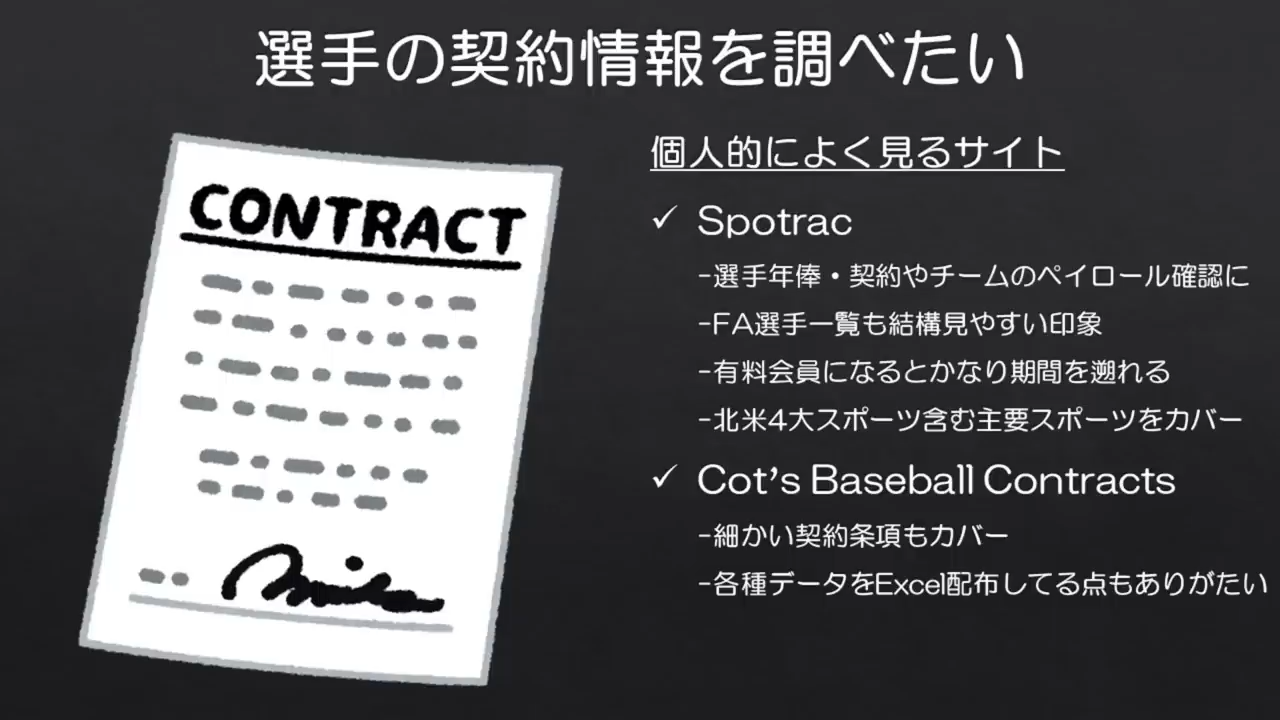 選手の契約情報を調べたい
CONTRACT
個人的によく見るサイト
✓ Spotrac
-選手年俸・契約やチームのペイロール確認に
-FA選手一覧も結構見やすい印象
-有料会員になるとかなり期間を遡れる
-北米4大スポーツ含む主要スポーツをカバー
✓ Cot's Baseball Contracts
-細かい契約条項もカバー
-各種データをExcel配布してる点もありがたい